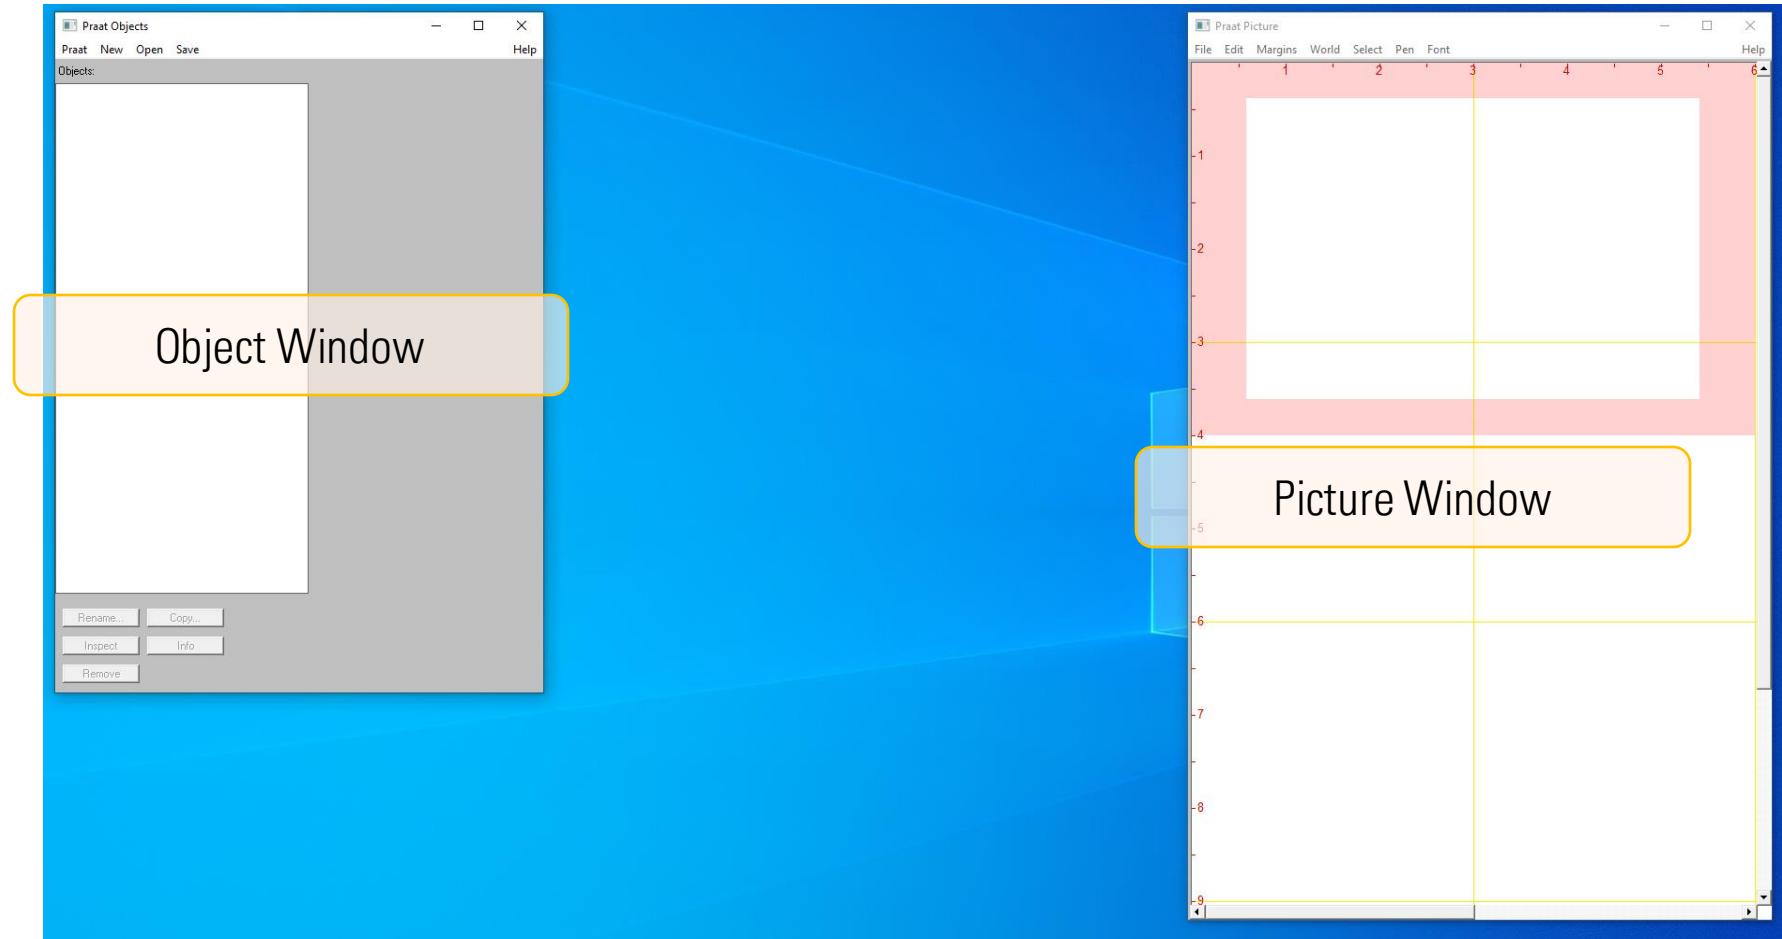 Praat Objects
Praat New Open Save Help
Objects:
Object Window
Rename... Copy...
Inspect Info
Remove
Praat Picture
File Edit Margins World Select Pen Font Help
1 2 3 4 5 6
1
2
3
4
Picture Window
5
6
7
8
9